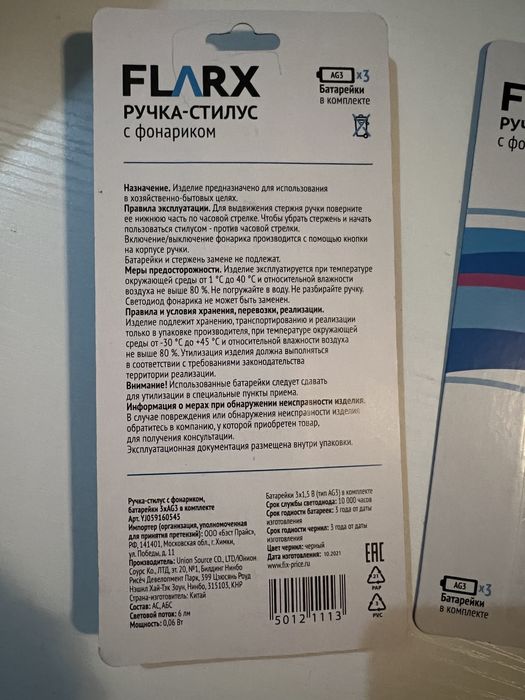 FLARX
AG3 x3
Батарейки
в комплекте
РУЧКА-СТИЛУС
с фонариком
Назначение. Изделие предназначено для использования
в хозяйственно-бытовых целях.
Правила эксплуатации. Для выдвижения стержня ручки поверните
ее нижнюю часть по часовой стрелке. Чтобы убрать стержень и начать
пользоваться стилусом - против часовой стрелки.
Включение/выключение фонарика производится с помощью кнопки
на корпусе ручки.
Батарейки и стержень замене не подлежат.
Меры предосторожности. Изделие эксплуатируется при температуре
окружающей среды от 1 °С до 40 °С и относительной влажности
воздуха не выше 80 %. Не погружайте в воду. Не разбирайте ручку.
Светодиод фонарика не может быть заменен.
Правила и условия хранения, перевозки, реализации.
Изделие подлежит хранению, транспортированию и реализации
только в упаковке производителя, при температуре окружающей
среды от -30 °С до +45 °С и относительной влажности воздуха
не выше 80 %. Утилизация изделия должна выполняться
в соответствии с требованиями законодательства
территории реализации.
Внимание! Использованные батарейки следует сдавать
для утилизации в специальные пункты приема.
Информация о мерах при обнаружении неисправности изделия.
В случае повреждения или обнаружения неисправности изделия
обратитесь в компанию, у которой приобретен товар,
для получения консультации.
Эксплуатационная документация размещена внутри упаковки.
Ручка-стилус с фонариком,
батарейки 3xAG3 в комплекте
Арт. YJ059160545
Импортер (организация, уполномоченная
для принятия претензий): ООО «Бэст Прайс»,
РФ, 141401, Московская обл., г. Химки,
ул. Победы, д. 11
Производитель: Union Source CO., LTD/Юнион
Соурс Ко., ЛТД, эт. 20, №1, Билдинг Нинбо
Рисёч Девелопмент Парк, 399 Цзюсянь Роуд
Нэшнл Хай-Тэк Зоун, Нинбо, 315103, КНР
Страна-изготовитель: Китай
Состав: АС, АБС
Световой поток: 6 лм
Мощность: 0,06 Вт
Батарейки 3х1,5 В (тип AG3) в комплекте
Срок службы светодиода: 10 000 часов
Срок годности батареек: 3 года от даты
изготовления
Срок годности чернил: 3 года от даты
изготовления
Цвет чернил: черный
Дата изготовления: 10.2021
www.fix-price.ru
EAC
21
PAP
3
PVC
5012 1113
F
РУЧ
с фо
AG3 x3
Батарейки
в комплекте